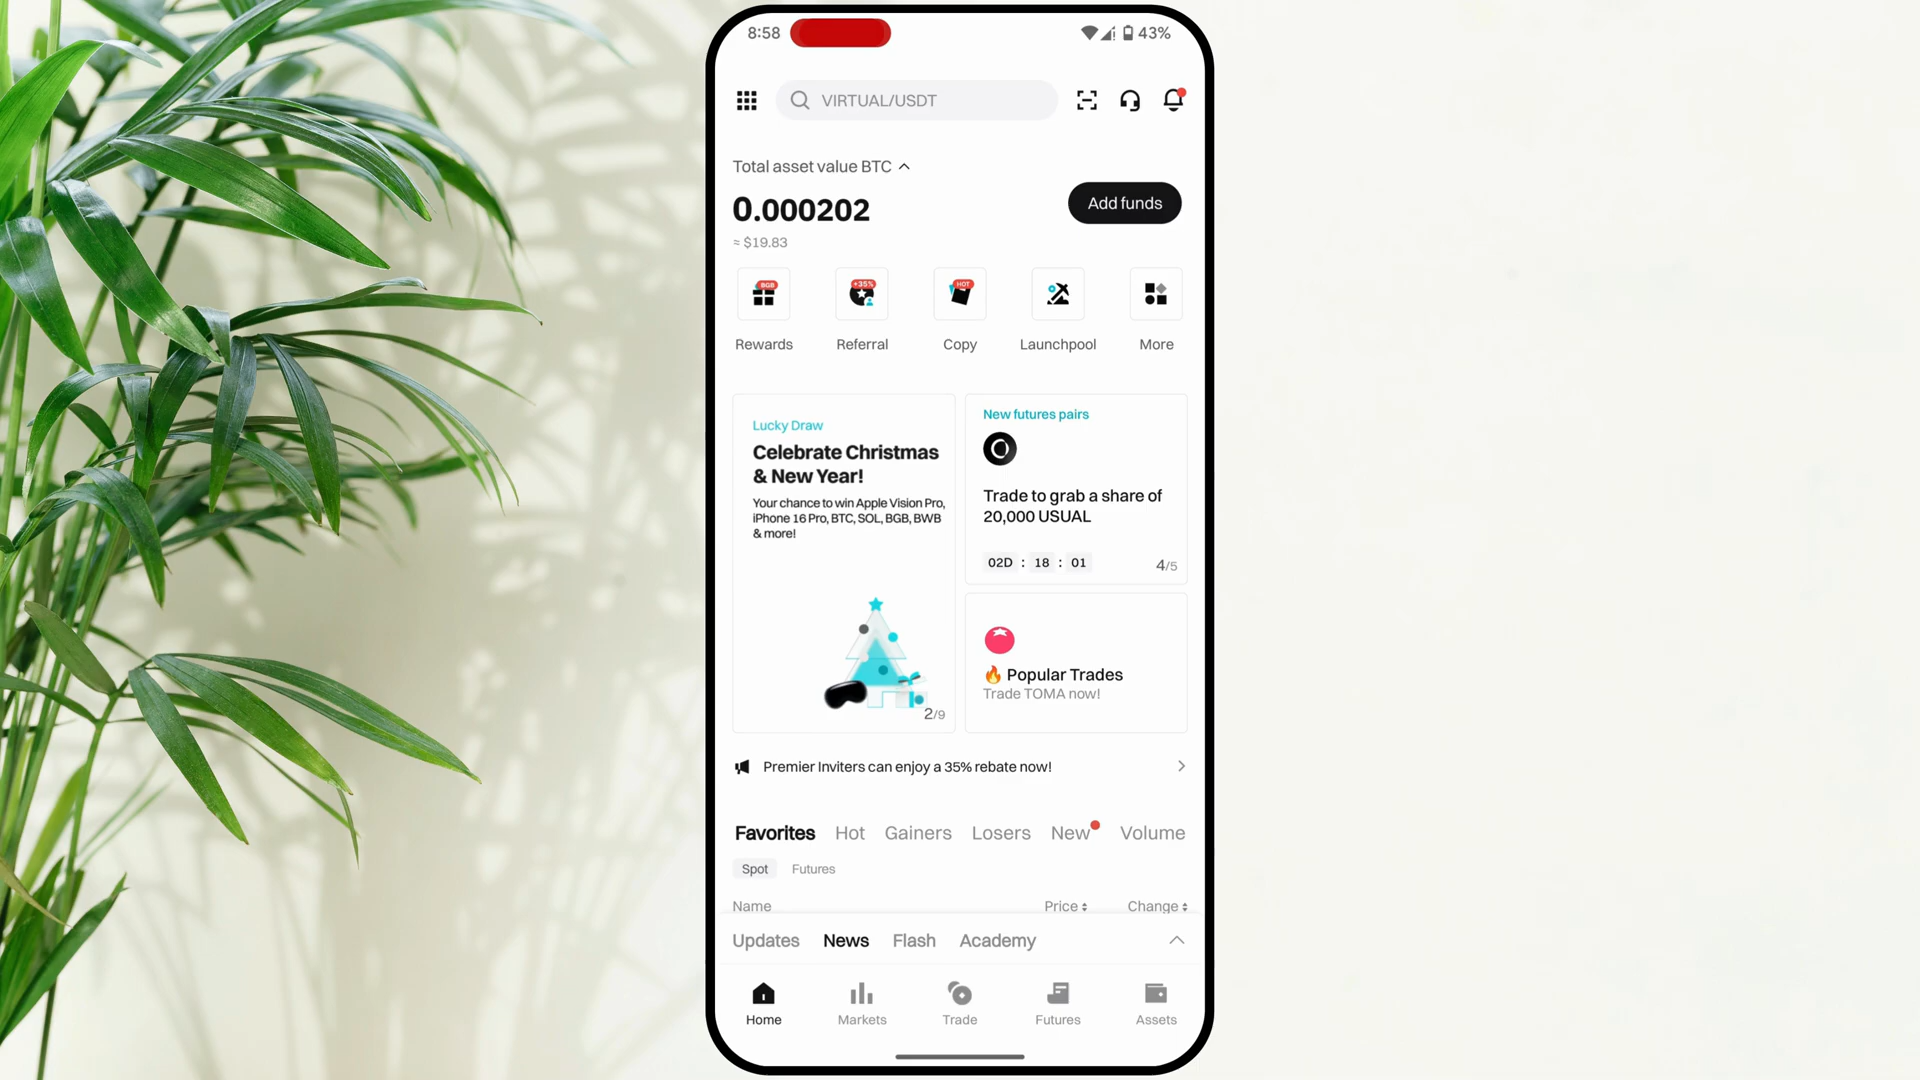 8:58
43%
VIRTUAL/USDT
Total asset value BTC
0.000202
Add funds
≈ $19.83
BGB
+35%
HOT
Rewards
Referral
Copy
Launchpool
More
Lucky Draw
Celebrate Christmas
& New Year!
Your chance to win Apple Vision Pro,
iPhone 16 Pro, BTC, SOL, BGB, BWB
& more!
2/9
New futures pairs
Trade to grab a share of
20,000 USUAL
02D : 18 : 01
4/5
🔥 Popular Trades
Trade TOMA now!
Premier Inviters can enjoy a 35% rebate now!
Favorites Hot Gainers Losers New Volume
Spot Futures
Name Price Change
Updates News Flash Academy
Home Markets Trade Futures Assets